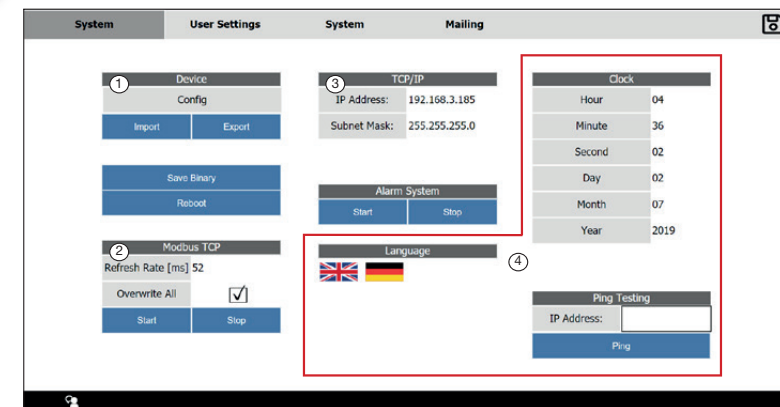 System User Settings System Mailing
1 Device
Config
Import Export
Save Binary
Reboot
2 Modbus TCP
Refresh Rate [ms] 52
Overwrite All
Start Stop
3 TCP/IP
IP Address: 192.168.3.185
Subnet Mask: 255.255.255.0
Alarm System
Start Stop
Language
4
Clock
Hour 04
Minute 36
Second 02
Day 02
Month 07
Year 2019
Ping Testing
IP Address:
Ping